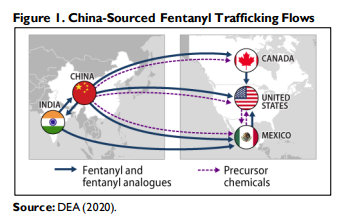 Figure 1. China-Sourced Fentanyl Trafficking Flows
CHINA
INDIA
CANADA
UNITED
STATES
MEXICO
Fentanyl and
fentanyl analogues
Precursor
chemicals
Source: DEA (2020).